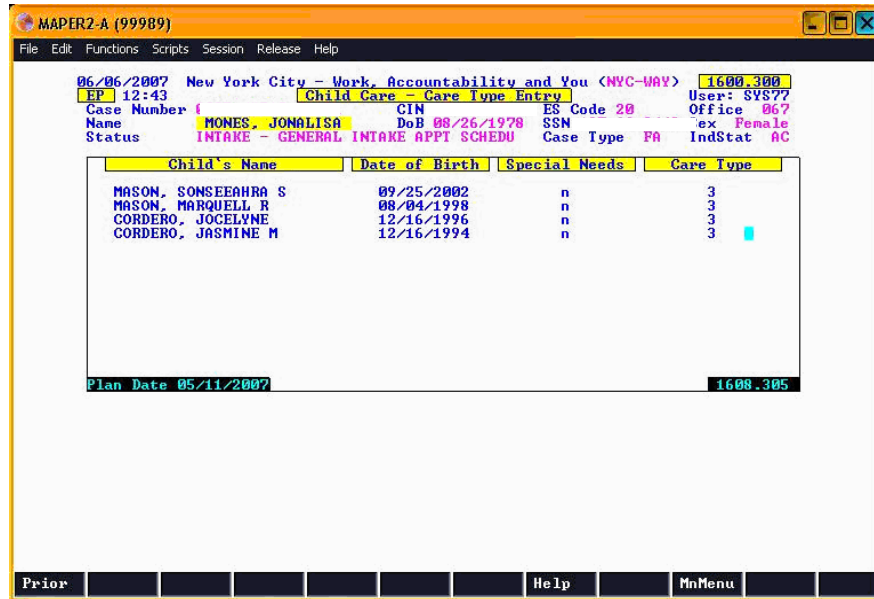 MAPER2-A (99989)
File Edit Functions Scripts Session Release Help
06/06/2007 New York City - Work, Accountability and You (NYC-WAY) 1600.300
EP 12:43 Child Care - Care Type Entry User: SYS77
Case Number CIN ES Code 20 Office 067
Name MONES, JONALISA DoB 08/26/1978 SSN ex Female
Status INTAKE - GENERAL INTAKE APPT SCHEDU Case Type FA IndStat AC
Child's Name Date of Birth Special Needs Care Type
MASON, SONSEEAHRA S 09/25/2002 n 3
MASON, MARQUELL R 08/04/1998 n 3
CORDERO, JOCELYNE 12/16/1996 n 3
CORDERO, JASMINE M 12/16/1994 n 3
Plan Date 05/11/2007 1608.305
Prior Help MnMenu